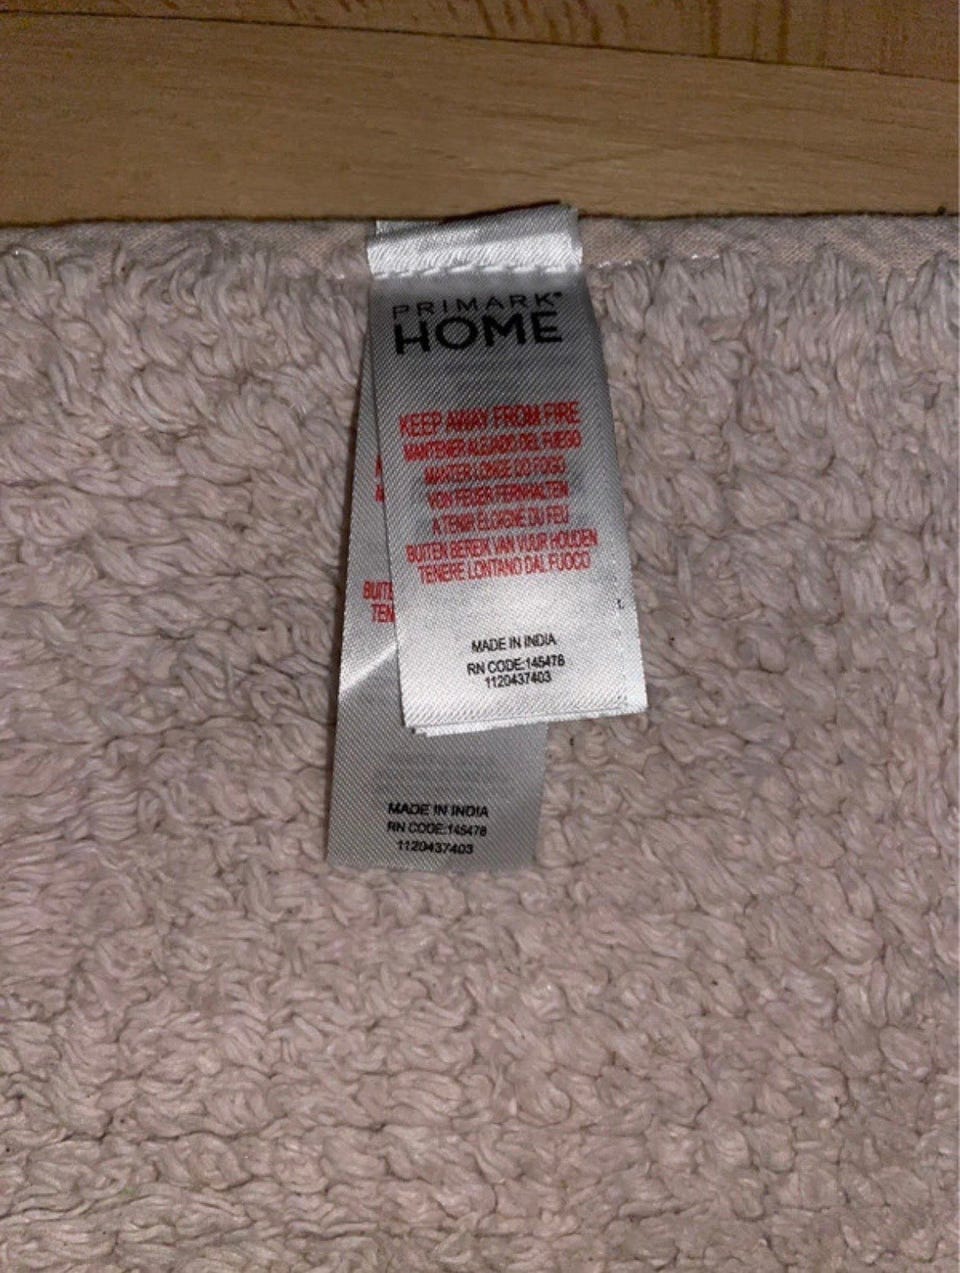 PRIMARK®
HOME
KEEP AWAY FROM FIRE
MANTENER ALEJADO DEL FUEGO
MANTER LONGE DO FOGO
VON FEUER FERNHALTEN
A TENIR ELOIGNE DU FEU
BUITEN BEREIK VAN VUUR HOUDEN
TENERE LONTANO DAL FUOCO
MADE IN INDIA
RN CODE:145478
1120437403
BUITE
TEN
MADE IN INDIA
RN CODE:145478
1120437403